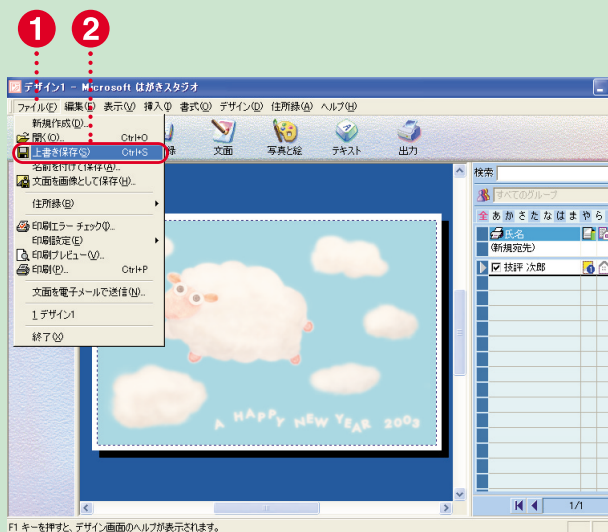 1 2
デザイン1 - Microsoft はがきスタジオ
ファイル(F) 編集(E) 表示(V) 挿入(I) 書式(O) デザイン(D) 住所録(A) ヘルプ(H)
新規作成(D)...
開く(O)... Ctrl+O
上書き保存(S) Ctrl+S
名前を付けて保存(A)...
文面を画像として保存(H)...
住所録(B)
印刷エラー チェック(I)...
印刷設定(E)
印刷プレビュー(V)...
印刷(P)... Ctrl+P
文面を電子メールで送信(N)...
1 デザイン1
終了(X)
文面 写真と絵 テキスト 出力
検索
すべてのグループ
全 あ か さ た な は ま や ら
氏名
(新規宛先)
技評 次郎
A HAPPY NEW YEAR 2003
1/1
F1 キーを押すと、デザイン画面のヘルプが表示されます。